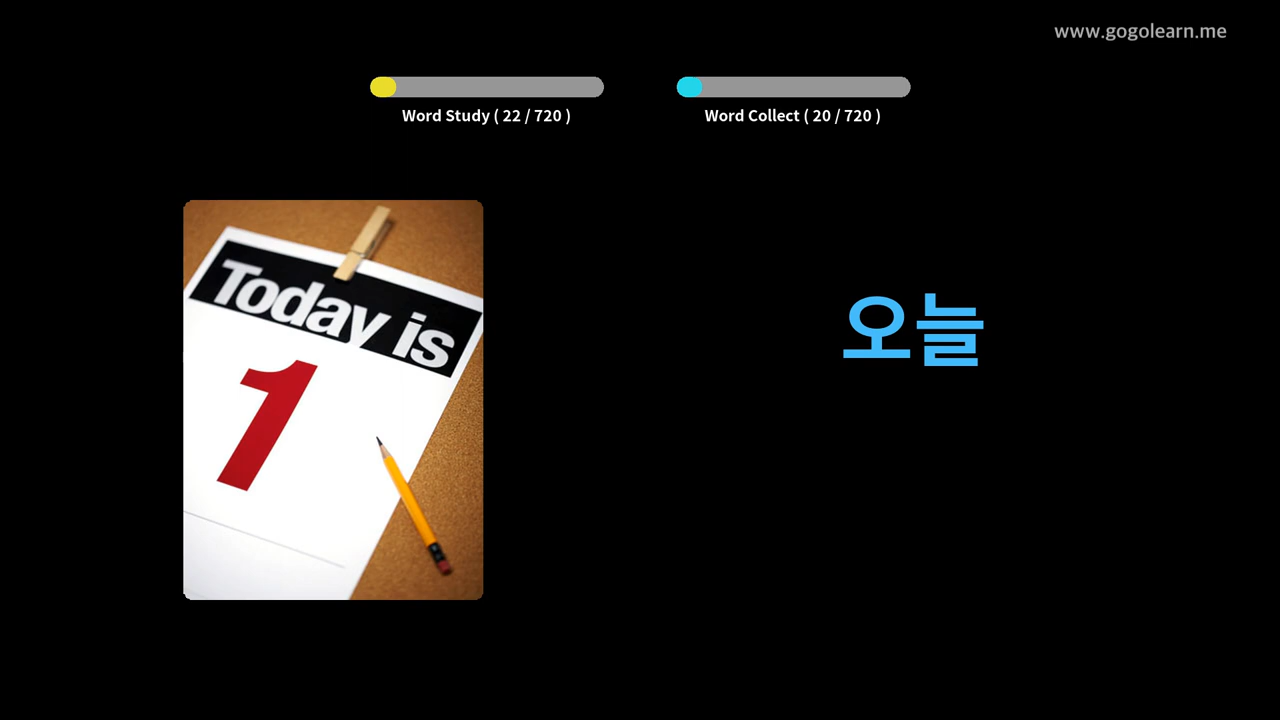 www.gogolearn.me
Word Study ( 22 / 720 )
Word Collect ( 20 / 720 )
Today is
1
오늘